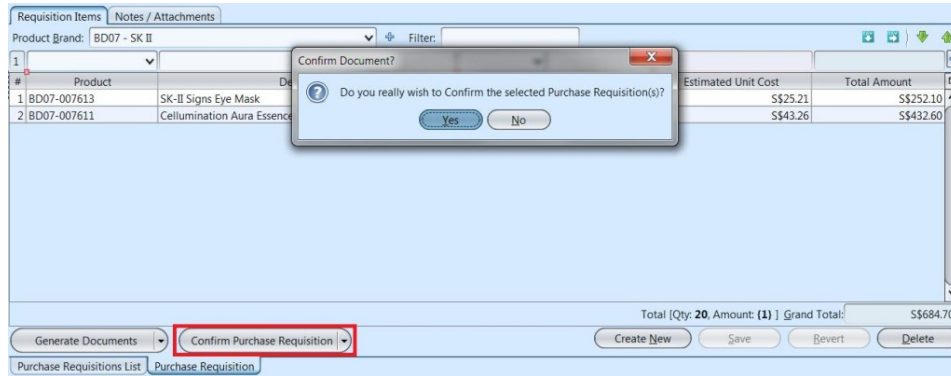 Requisition Items Notes / Attachments
Product Brand: BD07 - SK II Filter:
1 Confirm Document?
# Product Estimated Unit Cost Total Amount
Do you really wish to Confirm the selected Purchase Requisition(s)?
1 BD07-007613 SK-II Signs Eye Mask S$25.21 S$252.10
2 BD07-007611 Cellumination Aura Essence S$43.26 S$432.60
Yes No
Total [Qty: 20, Amount: {1} ] Grand Total: S$684.70
Generate Documents Confirm Purchase Requisition Create New Save Revert Delete
Purchase Requisitions List Purchase Requisition